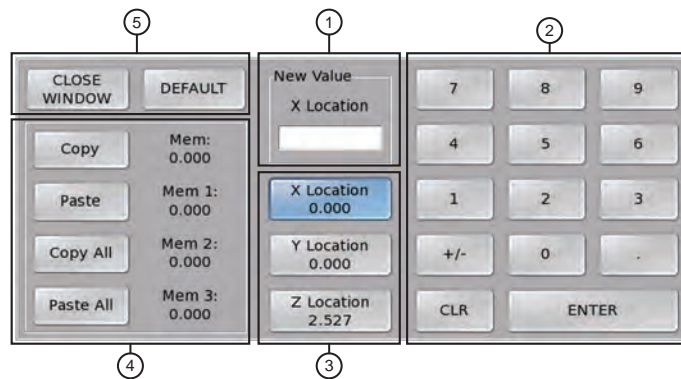 5
1
2
CLOSE
WINDOW
DEFAULT
New Value
X Location
7
8
9
Copy
Mem:
0.000
4
5
6
Paste
Mem 1:
0.000
X Location
0.000
1
2
3
Copy All
Mem 2:
0.000
Y Location
0.000
+/-
0
.
Paste All
Mem 3:
0.000
Z Location
2.527
CLR
ENTER
4
3